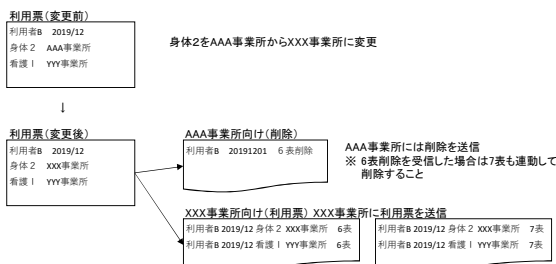 利用票(変更前)
利用者B 2019/12
身体2 AAA事業所
看護Ⅰ YYY事業所
身体2をAAA事業所からXXX事業所に変更
↓
利用票(変更後)
利用者B 2019/12
身体2 XXX事業所
看護Ⅰ YYY事業所
AAA事業所向け(削除)
利用者B 20191201 6表削除
AAA事業所には削除を送信
※ 6表削除を受信した場合は7表も連動して
削除すること
XXX事業所向け(利用票) XXX事業所に利用票を送信
利用者B 2019/12 身体2 XXX事業所 6表
利用者B 2019/12 看護Ⅰ YYY事業所 6表
利用者B 2019/12 身体2 XXX事業所 7表
利用者B 2019/12 看護Ⅰ YYY事業所 7表